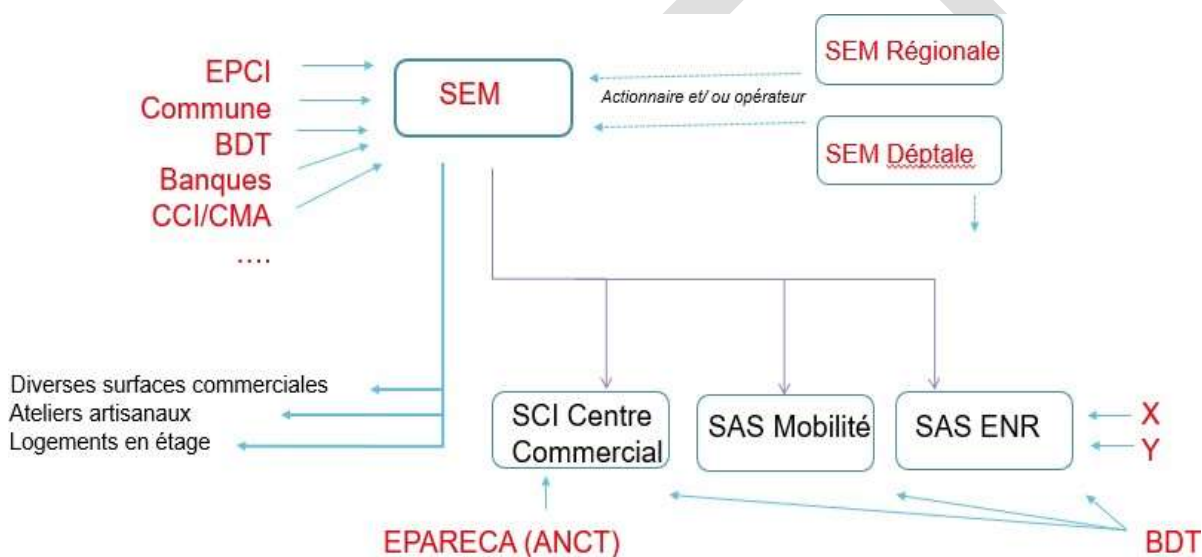 EPCI
Commune
BDT
Banques
CCI/CMA
....
SEM
Actionnaire et/ ou opérateur
SEM Régionale
SEM Déptale
Diverses surfaces commerciales
Ateliers artisanaux
Logements en étage
SCI Centre
Commercial
SAS Mobilité
SAS ENR
X
Y
EPARECA (ANCT)
BDT